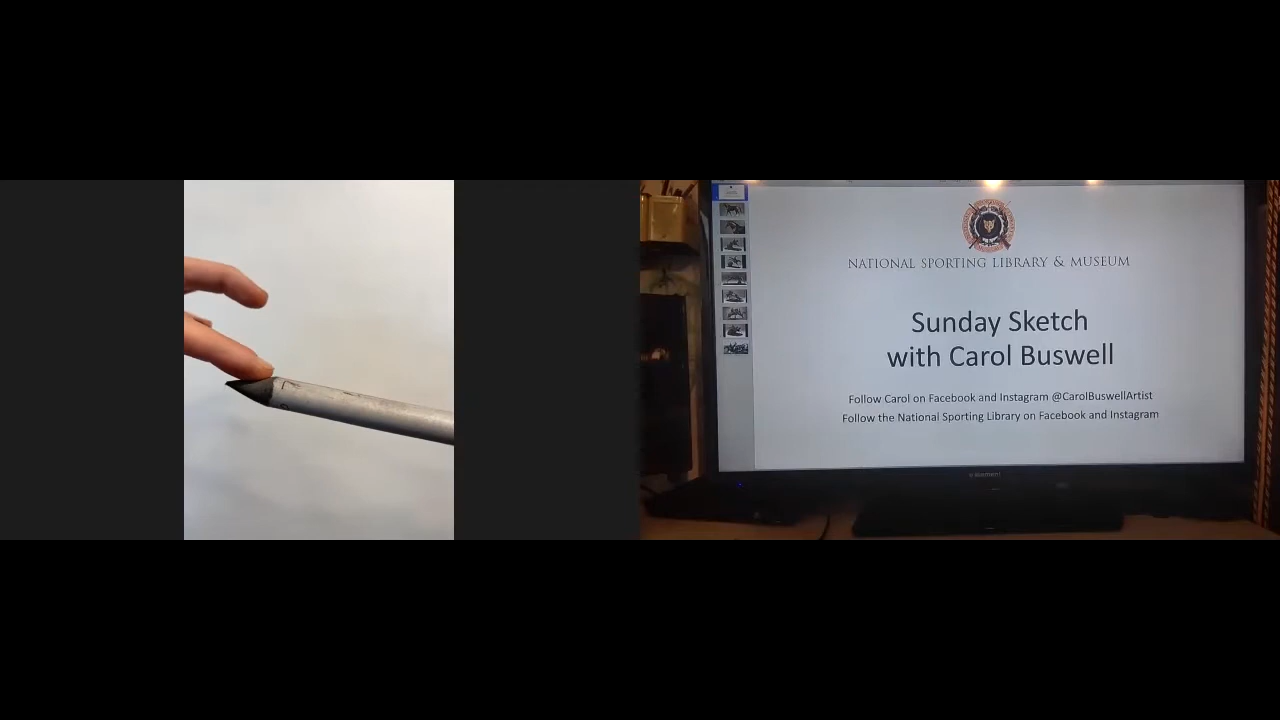 NATIONAL SPORTING LIBRARY & MUSEUM
Sunday Sketch
with Carol Buswell
Follow Carol on Facebook and Instagram @CarolBuswellArtist
Follow the National Sporting Library on Facebook and Instagram